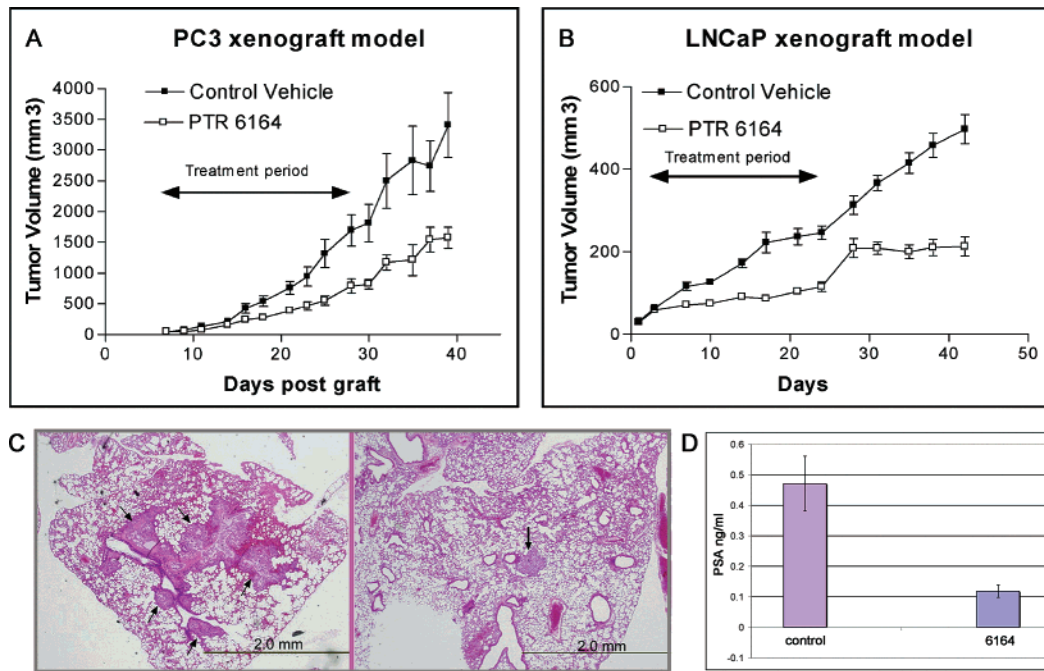 A PC3 xenograft model
Tumor Volume (mm 3)
4000
3500
3000
2500
2000
1500
1000
500
0
Control Vehicle
PTR 6164
Treatment period
0 10 20 30 40
Days post graft
B LNCaP xenograft model
Tumor Volume (mm 3)
600
400
200
0
Control Vehicle
PTR 6164
Treatment period
0 10 20 30 40 50
Days
C
2.0 mm
2.0 mm
D
PSA ng/ml
0.6
0.5
0.4
0.3
0.2
0.1
0
-0.1
control 6164